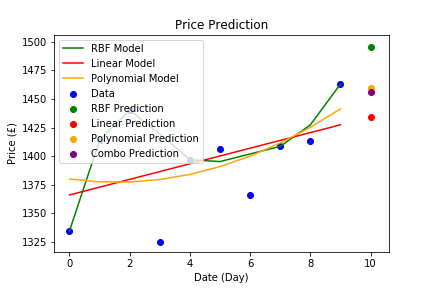 Price Prediction
1500
1475
1450
1425
1400
1375
1350
1325
Price (£)
RBF Model
Linear Model
Polynomial Model
Data
RBF Prediction
Linear Prediction
Polynomial Prediction
Combo Prediction
0 2 4 6 8 10
Date (Day)